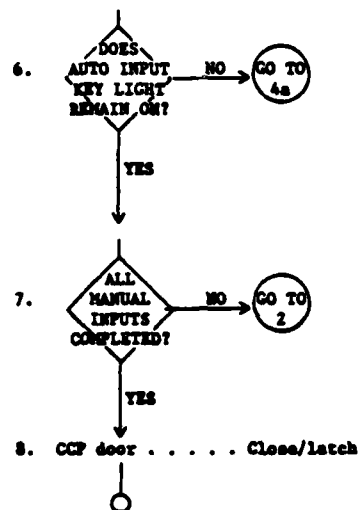 DOES
6. AUTO INPUT NO GO TO
KEY LIGHT 4a
REMAIN ON?
YES
ALL
7. MANUAL NO GO TO
INPUTS 2
COMPLETED?
YES
8. CCF door . . . . . Close/latch